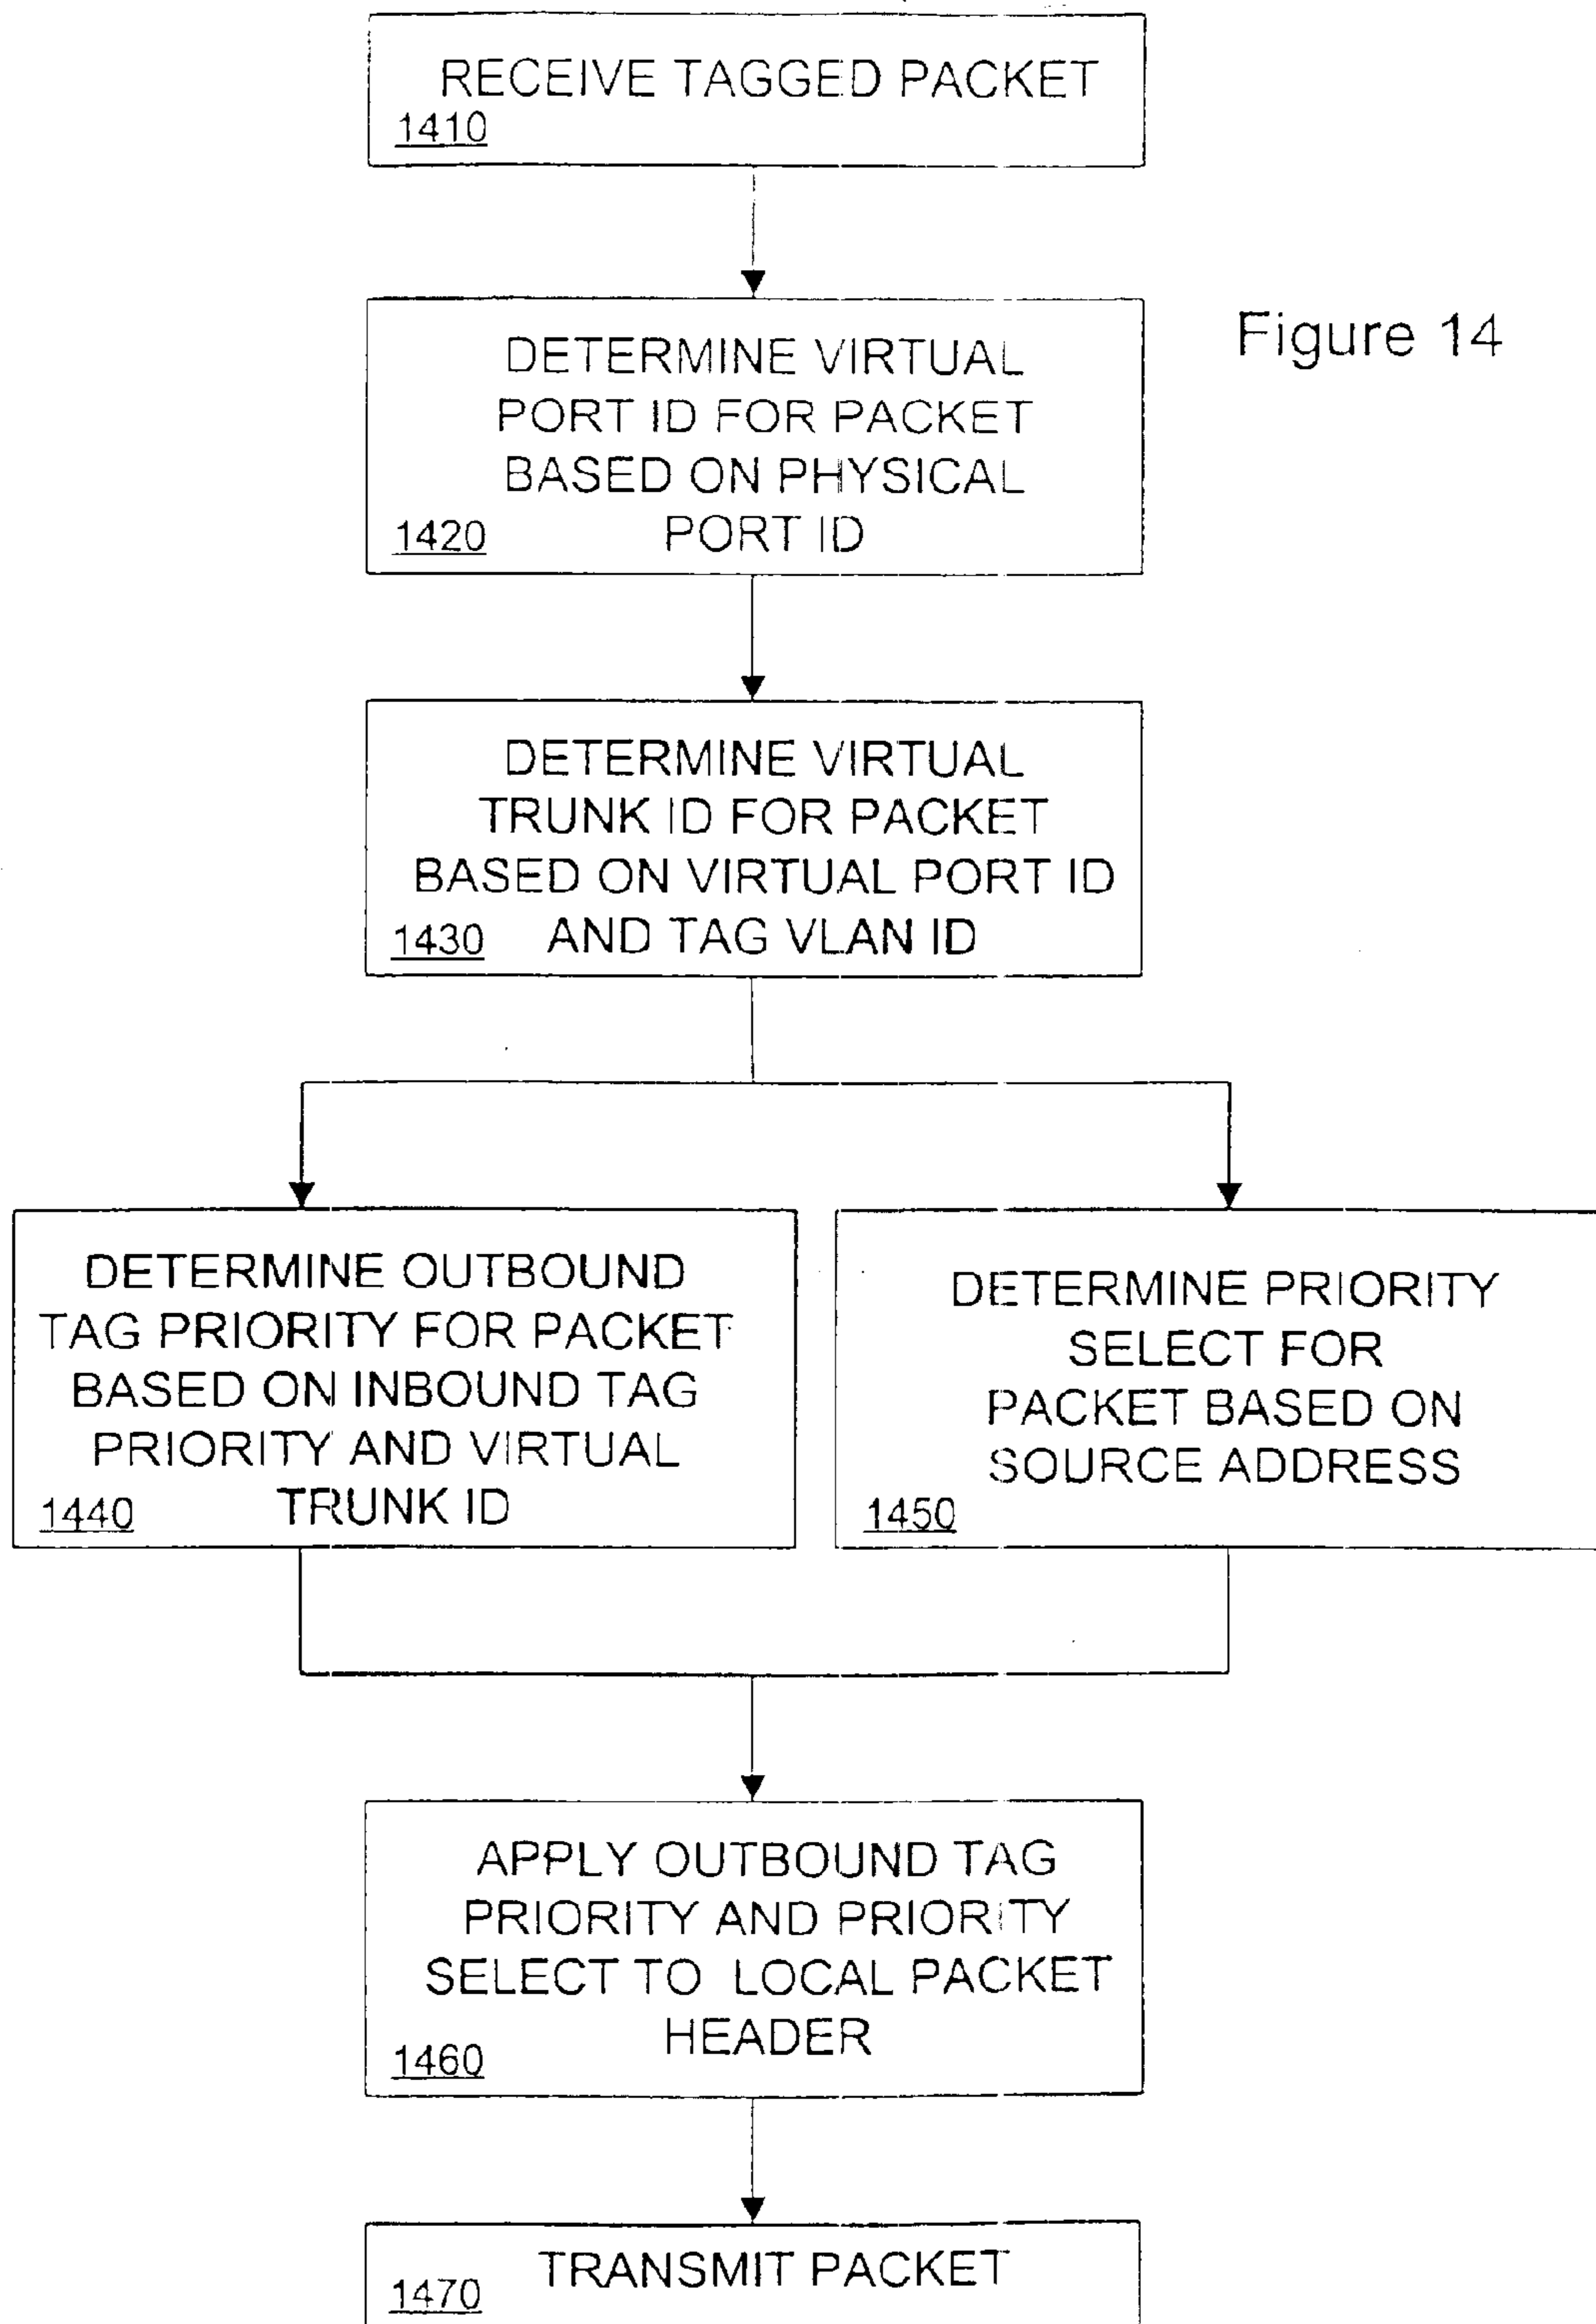 RECEIVE TAGGED PACKET
1410
Figure 14
DETERMINE VIRTUAL
PORT ID FOR PACKET
BASED ON PHYSICAL
PORT ID
1420
DETERMINE VIRTUAL
TRUNK ID FOR PACKET
BASED ON VIRTUAL PORT ID
AND TAG VLAN ID
1430
DETERMINE OUTBOUND
TAG PRIORITY FOR PACKET
BASED ON INBOUND TAG
PRIORITY AND VIRTUAL
TRUNK ID
1440
DETERMINE PRIORITY
SELECT FOR
PACKET BASED ON
SOURCE ADDRESS
1450
APPLY OUTBOUND TAG
PRIORITY AND PRIORITY
SELECT TO LOCAL PACKET
HEADER
1460
TRANSMIT PACKET
1470